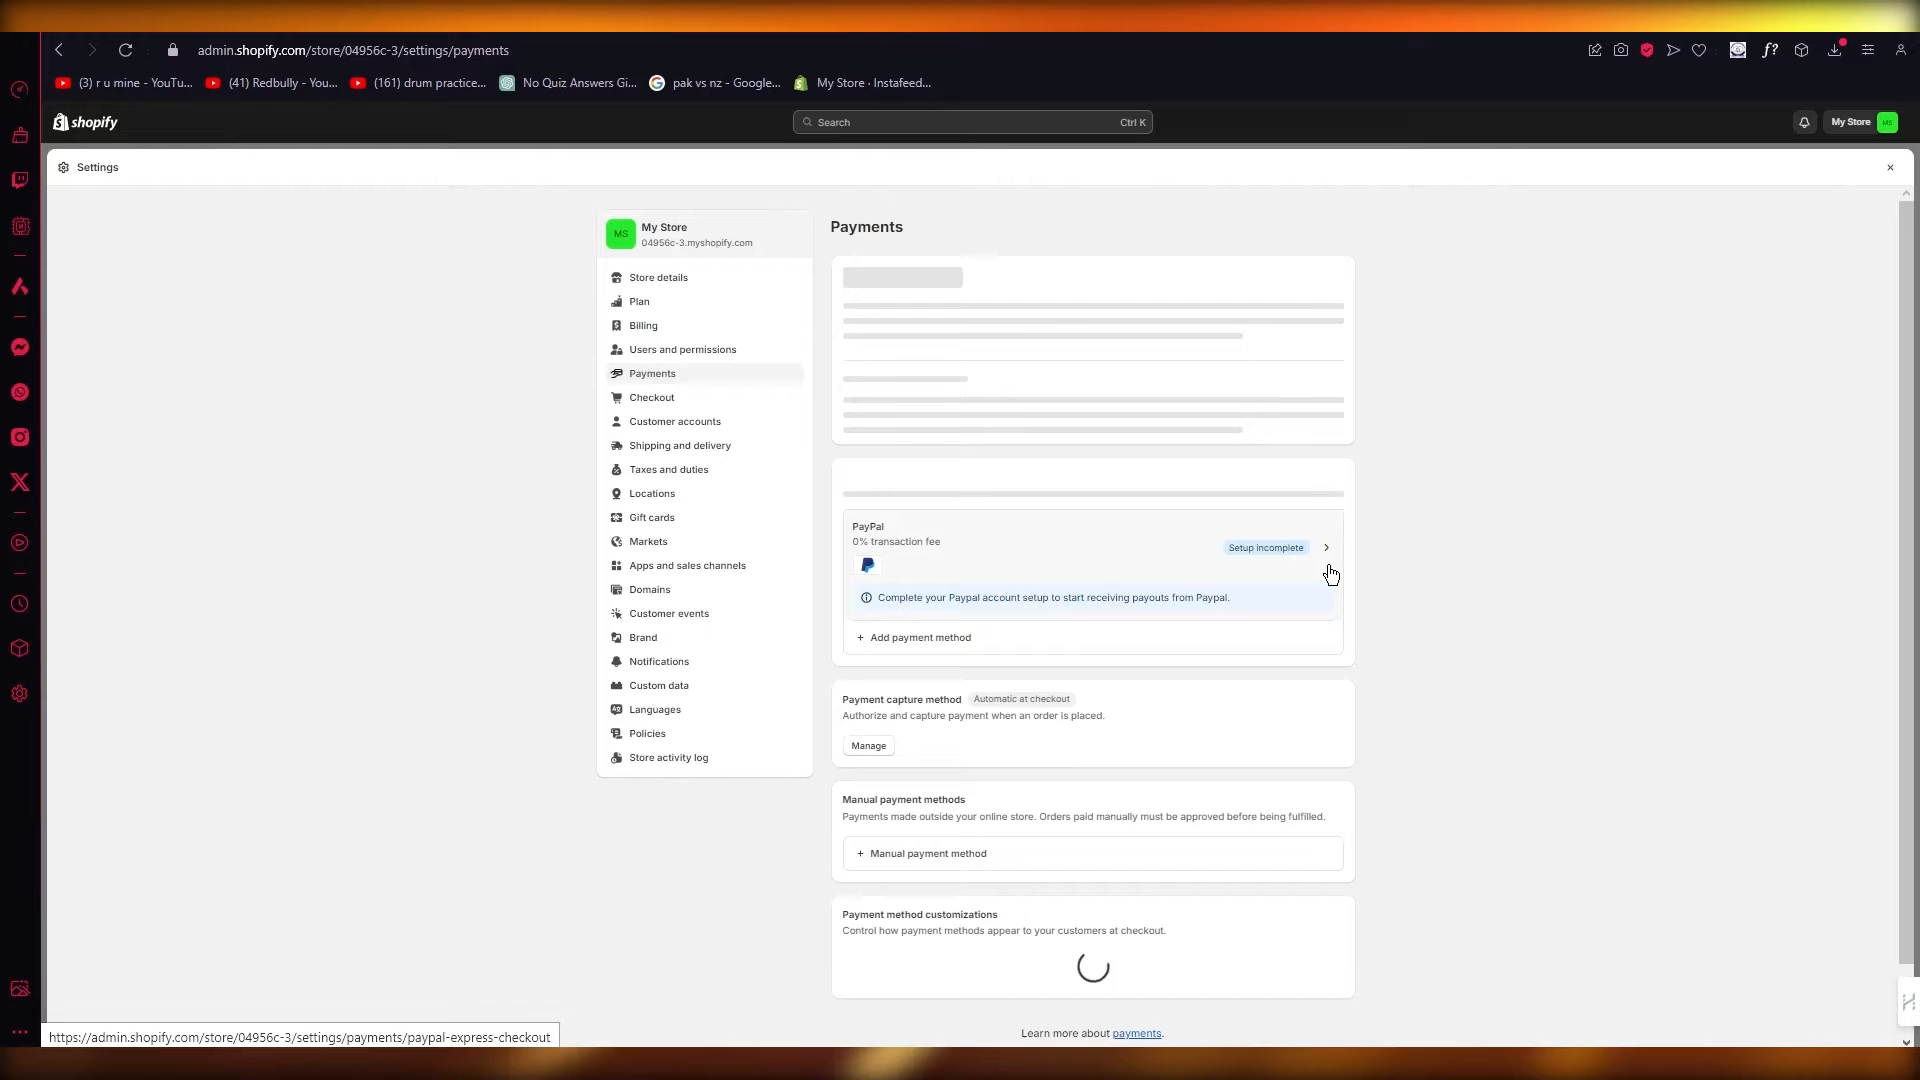 admin.shopify.com/store/04956c-3/settings/payments
(3) r u mine - YouTu...
(41) Redbully - You...
(161) drum practice...
No Quiz Answers Gi...
pak vs nz - Google...
My Store · Instafeed...
shopify
Search
Ctrl K
My Store
MS
Settings
MS
My Store
04956c-3.myshopify.com
Store details
Plan
Billing
Users and permissions
Payments
Checkout
Customer accounts
Shipping and delivery
Taxes and duties
Locations
Gift cards
Markets
Apps and sales channels
Domains
Customer events
Brand
Notifications
Custom data
Languages
Policies
Store activity log
Payments
PayPal
0% transaction fee
Setup incomplete
Complete your Paypal account setup to start receiving payouts from Paypal.
+ Add payment method
Payment capture method
Automatic at checkout
Authorize and capture payment when an order is placed.
Manage
Manual payment methods
Payments made outside your online store. Orders paid manually must be approved before being fulfilled.
+ Manual payment method
Payment method customizations
Control how payment methods appear to your customers at checkout.
Learn more about payments.
https://admin.shopify.com/store/04956c-3/settings/payments/paypal-express-checkout